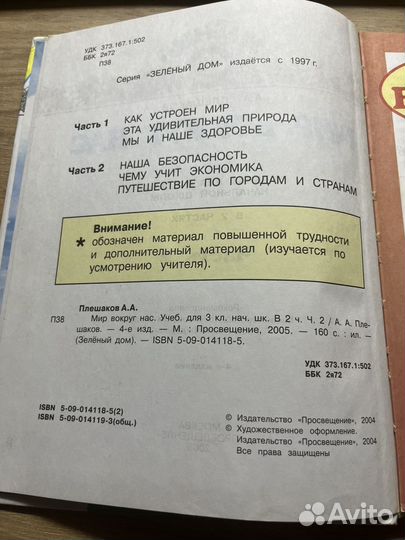 УДК 373.167.1:502
ББК 2я72
П38
Серия «ЗЕЛЁНЫЙ ДОМ» издаётся с 1997 г.
Часть 1 КАК УСТРОЕН МИР
ЭТА УДИВИТЕЛЬНАЯ ПРИРОДА
МЫ И НАШЕ ЗДОРОВЬЕ
Часть 2 НАША БЕЗОПАСНОСТЬ
ЧЕМУ УЧИТ ЭКОНОМИКА
ПУТЕШЕСТВИЕ ПО ГОРОДАМ И СТРАНАМ
Внимание!
* обозначен материал повышенной трудности
и дополнительный материал (изучается по
усмотрению учителя).
Плешаков А.А.
П38 Мир вокруг нас. Учеб. для 3 кл. нач. шк. В 2 ч. Ч. 2 / А. А. Пле-
шаков. — 4-е изд. — М. : Просвещение, 2005. — 160 с. : ил. —
(Зелёный дом). — ISBN 5-09-014118-5.
УДК 373.167.1:502
ББК 2я72
ISBN 5-09-014118-5(2)
ISBN 5-09-014119-3(общ.)
© Издательство «Просвещение», 2004
© Художественное оформление.
Издательство «Просвещение», 2004
Все права защищены
Avito